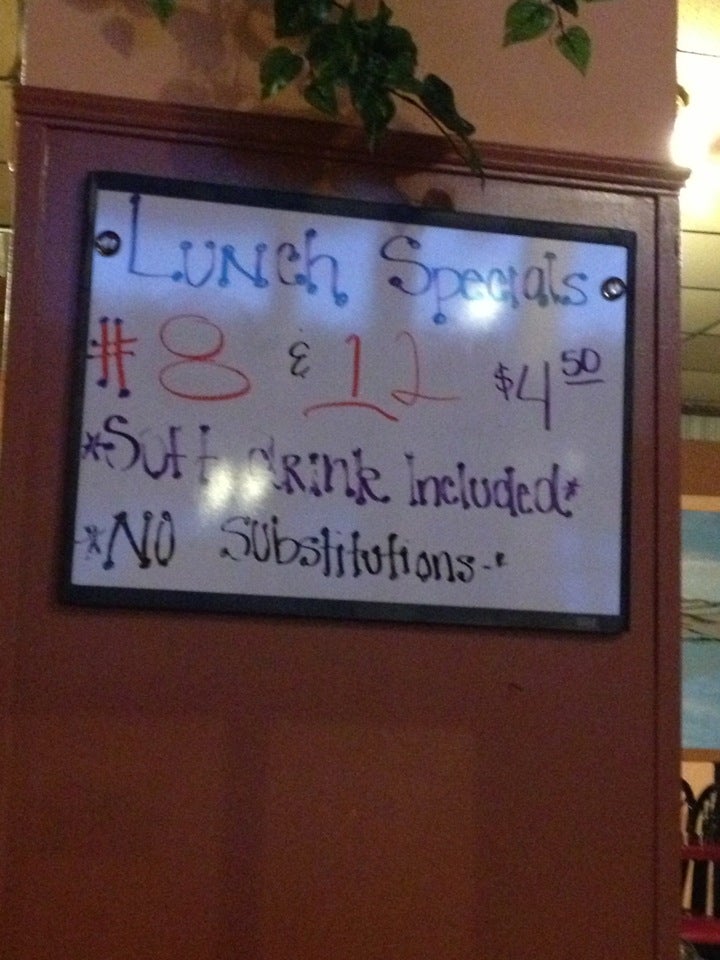 Lunch Specials
#8 & 12 $4 50
*Soft drink Included*
*No Substitutions-*